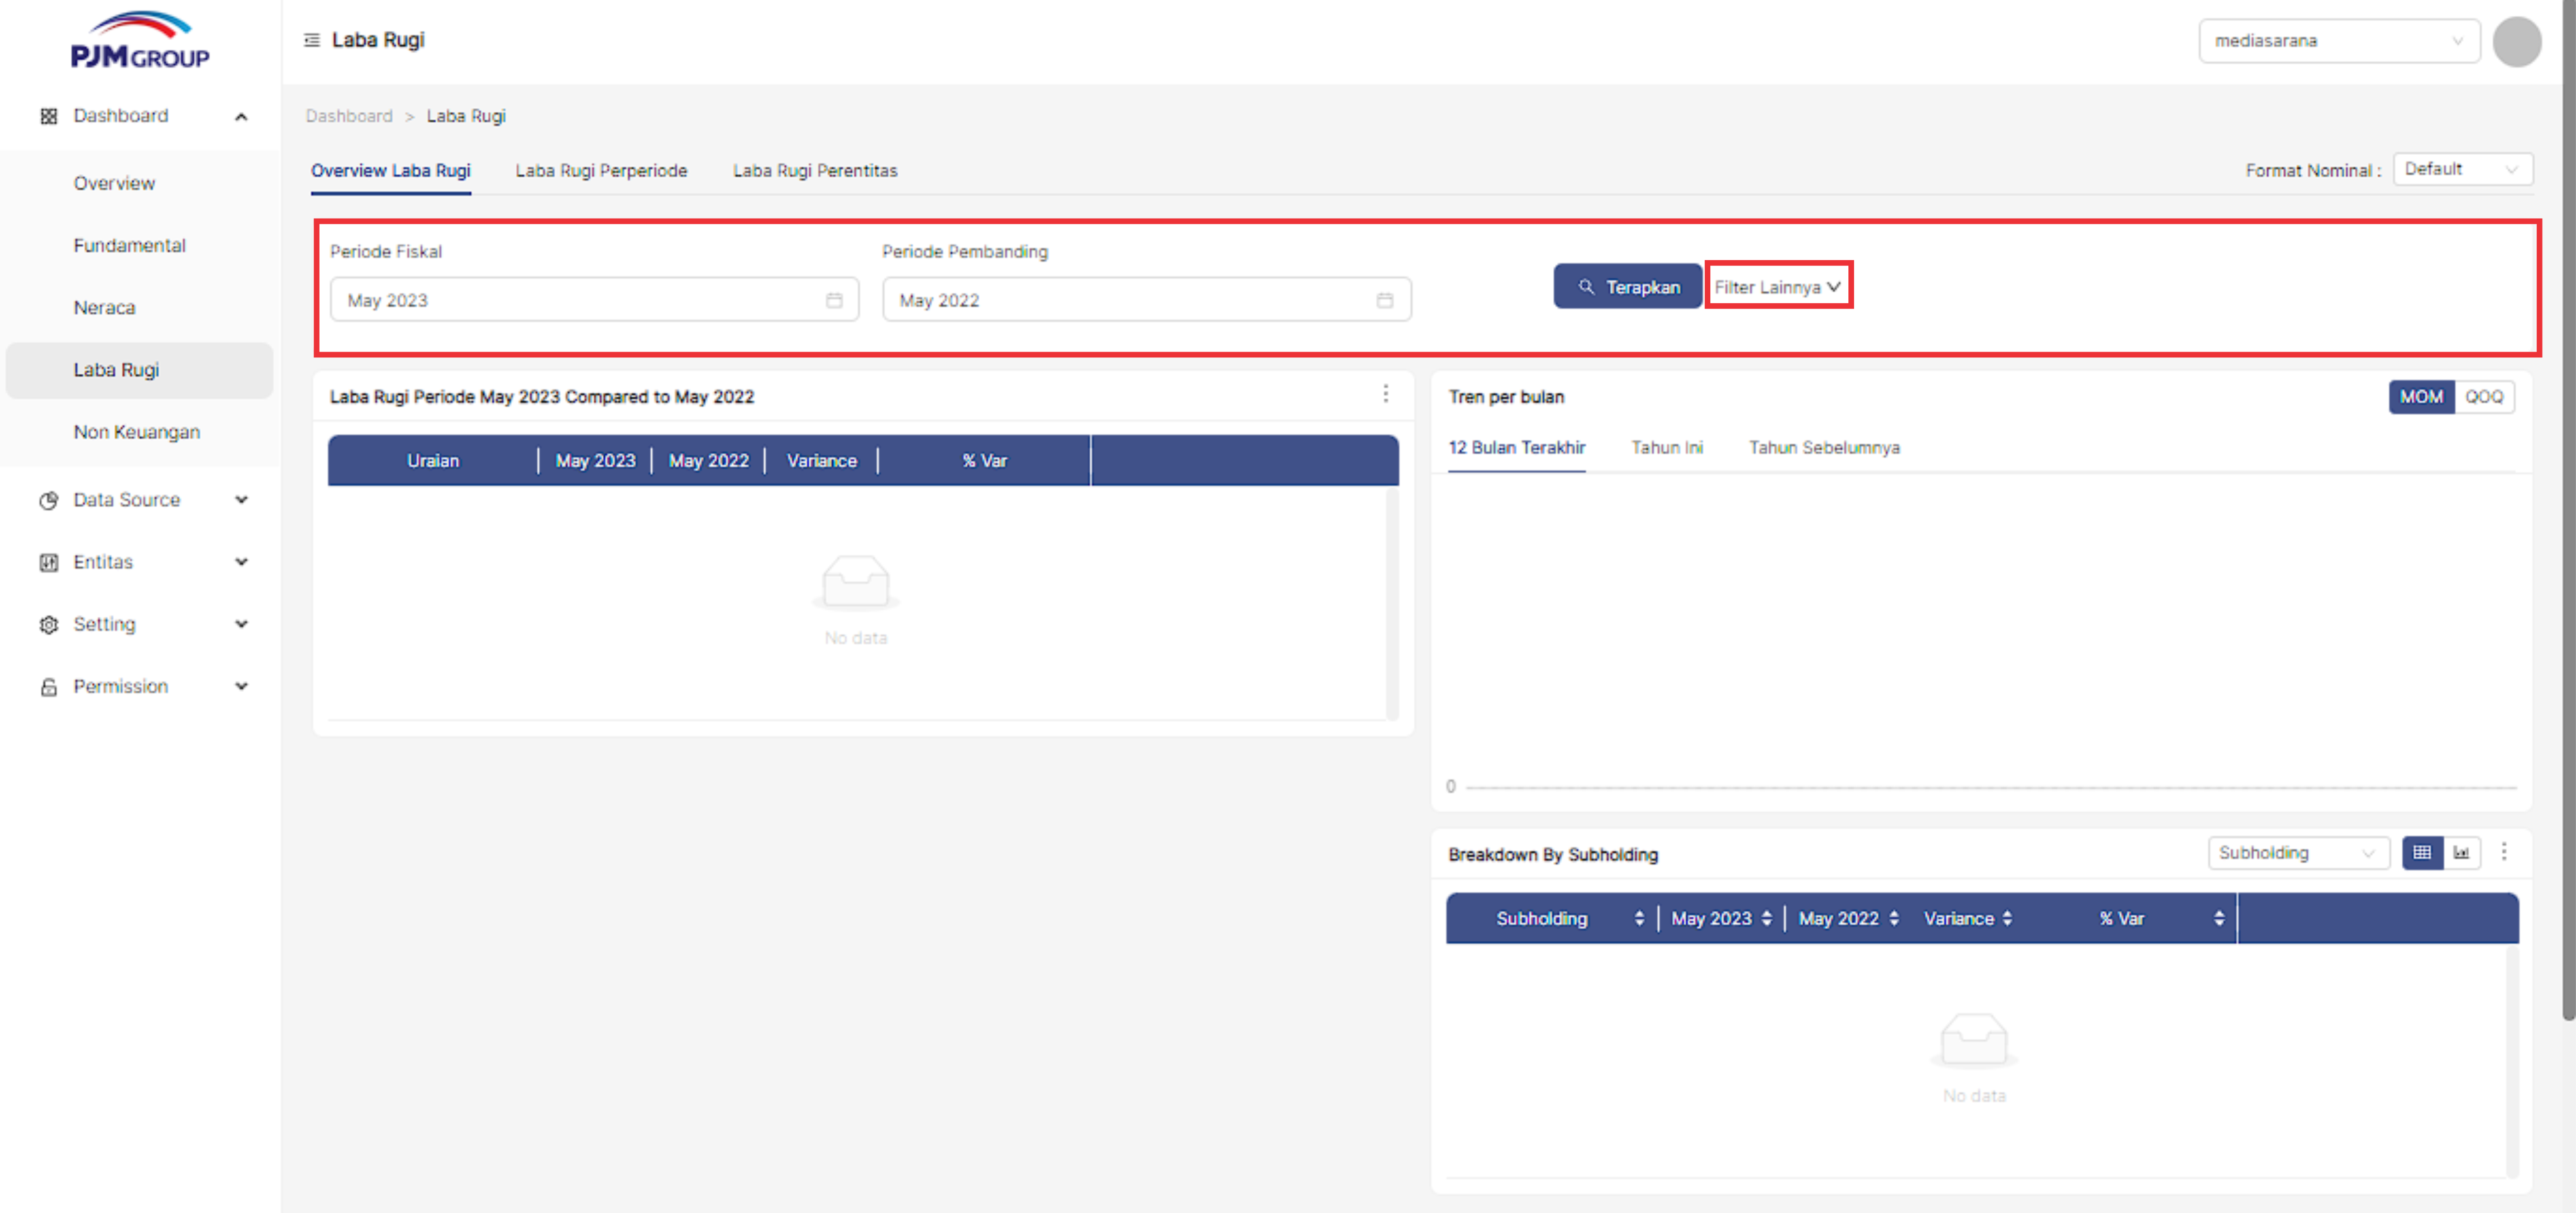 PJM GROUP
Laba Rugi
mediasarana
Dashboard
Overview
Fundamental
Neraca
Laba Rugi
Non Keuangan
Data Source
Entitas
Setting
Permission
Dashboard > Laba Rugi
Overview Laba Rugi Laba Rugi Perperiode Laba Rugi Perentitas
Format Nominal : Default
Periode Fiskal Periode Pembanding
May 2023 May 2022 Terapkan Filter Lainnya
Laba Rugi Periode May 2023 Compared to May 2022
Uraian May 2023 May 2022 Variance % Var
No data
Tren per bulan MOM QOQ
12 Bulan Terakhir Tahun Ini Tahun Sebelumnya
0
Breakdown By Subholding Subholding
Subholding May 2023 May 2022 Variance % Var
No data